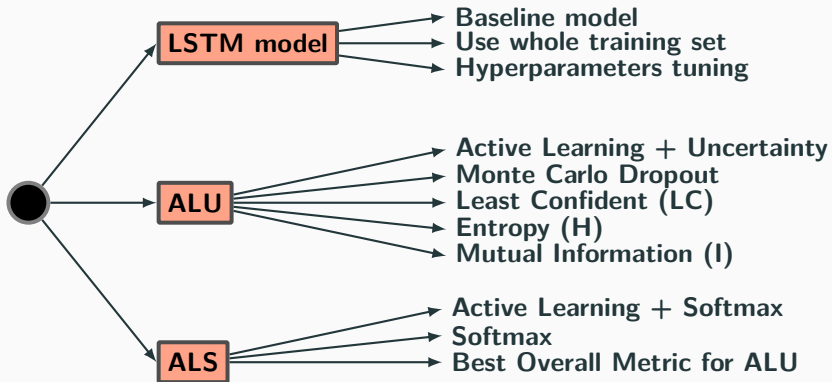 LSTM model
Baseline model
Use whole training set
Hyperparameters tuning
ALU
Active Learning + Uncertainty
Monte Carlo Dropout
Least Confident (LC)
Entropy (H)
Mutual Information (I)
ALS
Active Learning + Softmax
Softmax
Best Overall Metric for ALU